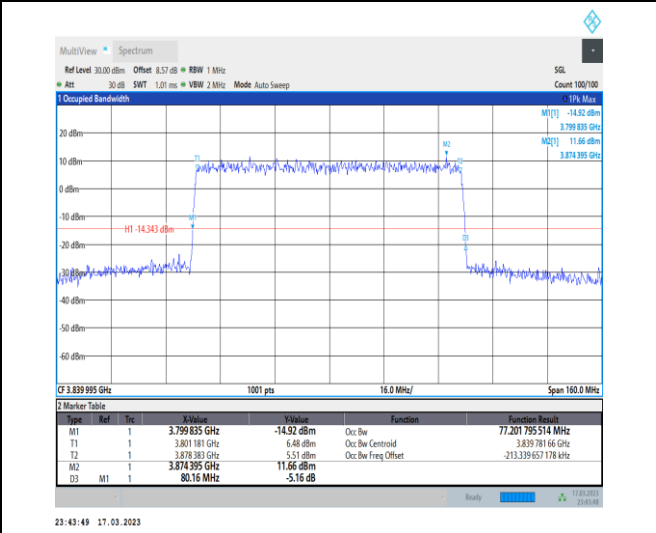 MultiView Spectrum
Ref Level 30.00 dBm Offset 8.57 dB RBW 1 MHz SGL
Att 30 dB SWT 1.01 ms VBW 2 MHz Mode Auto Sweep Count 100/100
1 Occupied Bandwidth 1Pk Max
M1[1] -14.92 dBm
3.799 835 GHz
M2[1] 11.66 dBm
3.874 395 GHz
20 dBm
M2
T1
T2
10 dBm
0 dBm
-10 dBm
M1
H1 -14.343 dBm
D3
-20 dBm
-30 dBm
-40 dBm
-50 dBm
-60 dBm
CF 3.839 995 GHz 1001 pts 16.0 MHz/ Span 160.0 MHz
2 Marker Table
Type Ref Trc X-Value Y-Value Function Function Result
M1 1 3.799 835 GHz -14.92 dBm Occ Bw 77.201 795 514 MHz
T1 1 3.801 181 GHz 6.48 dBm Occ Bw Centroid 3.839 781 66 GHz
T2 1 3.878 383 GHz 5.51 dBm Occ Bw Freq Offset -213.339 657 178 kHz
M2 1 3.874 395 GHz 11.66 dBm
D3 M1 1 80.16 MHz -5.16 dB
Ready 17.03.2023
23:43:48
23:43:49 17.03.2023